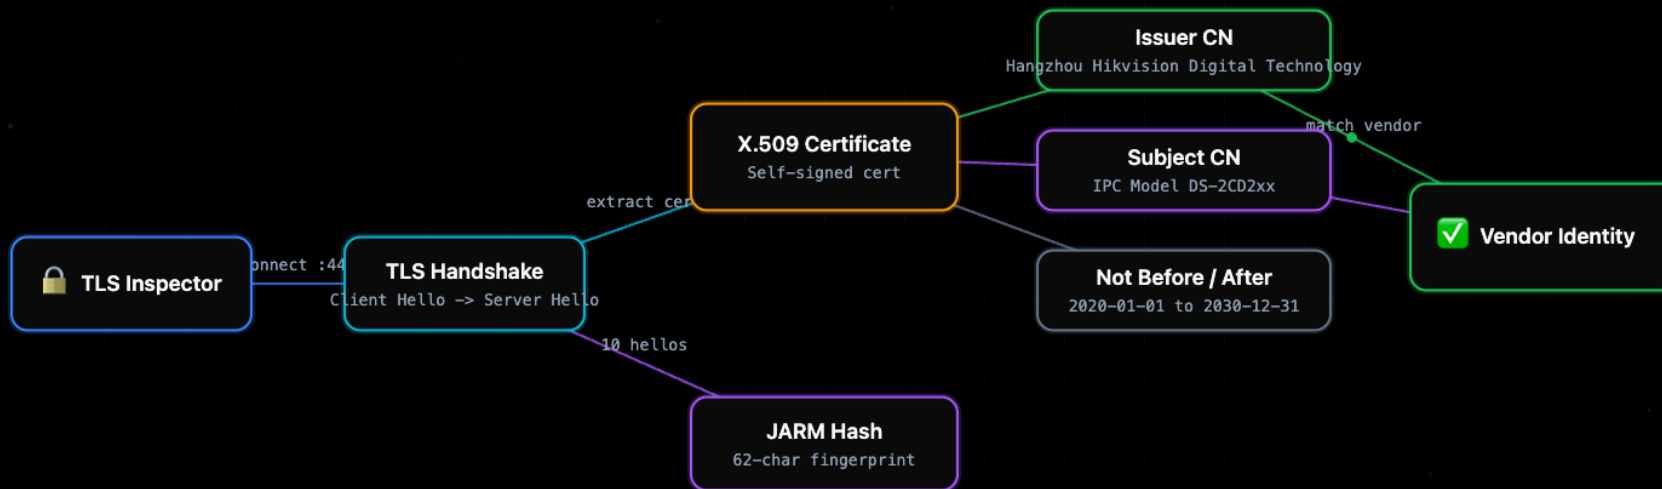 Issuer CN
Hangzhou Hikvision Digital Technology
match vendor
X.509 Certificate
Self-signed cert
Subject CN
IPC Model DS-2CD2xx
extract cer
Vendor Identity
TLS Inspector
onnect :44
TLS Handshake
Client Hello -> Server Hello
Not Before / After
2020-01-01 to 2030-12-31
10 hellos
JARM Hash
62-char fingerprint